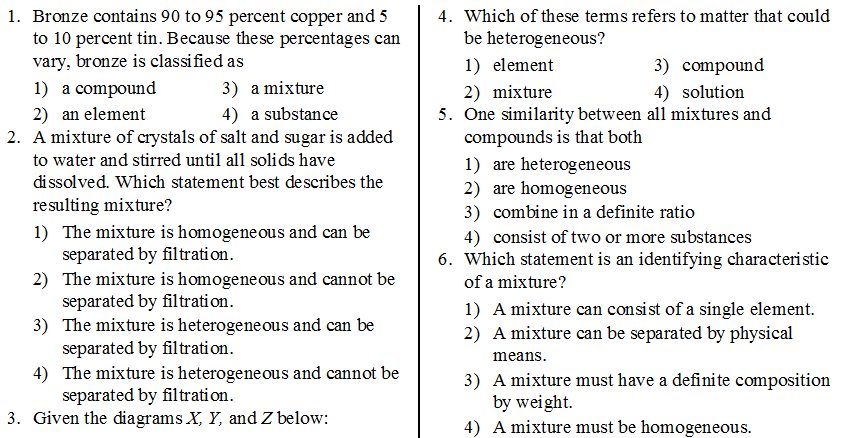 1. Bronze contains 90 to 95 percent copper and 5
to 10 percent tin. Because these percentages can
vary, bronze is classified as
1) a compound 3) a mixture
2) an element 4) a substance
2. A mixture of crystals of salt and sugar is added
to water and stirred until all solids have
dissolved. Which statement best describes the
resulting mixture?
1) The mixture is homogeneous and can be
separated by filtration.
2) The mixture is homogeneous and cannot be
separated by filtration.
3) The mixture is heterogeneous and can be
separated by filtration.
4) The mixture is heterogeneous and cannot be
separated by filtration.
3. Given the diagrams X, Y, and Z below:
4. Which of these terms refers to matter that could
be heterogeneous?
1) element 3) compound
2) mixture 4) solution
5. One similarity between all mixtures and
compounds is that both
1) are heterogeneous
2) are homogeneous
3) combine in a definite ratio
4) consist of two or more substances
6. Which statement is an identifying characteristic
of a mixture?
1) A mixture can consist of a single element.
2) A mixture can be separated by physical
means.
3) A mixture must have a definite composition
by weight.
4) A mixture must be homogeneous.